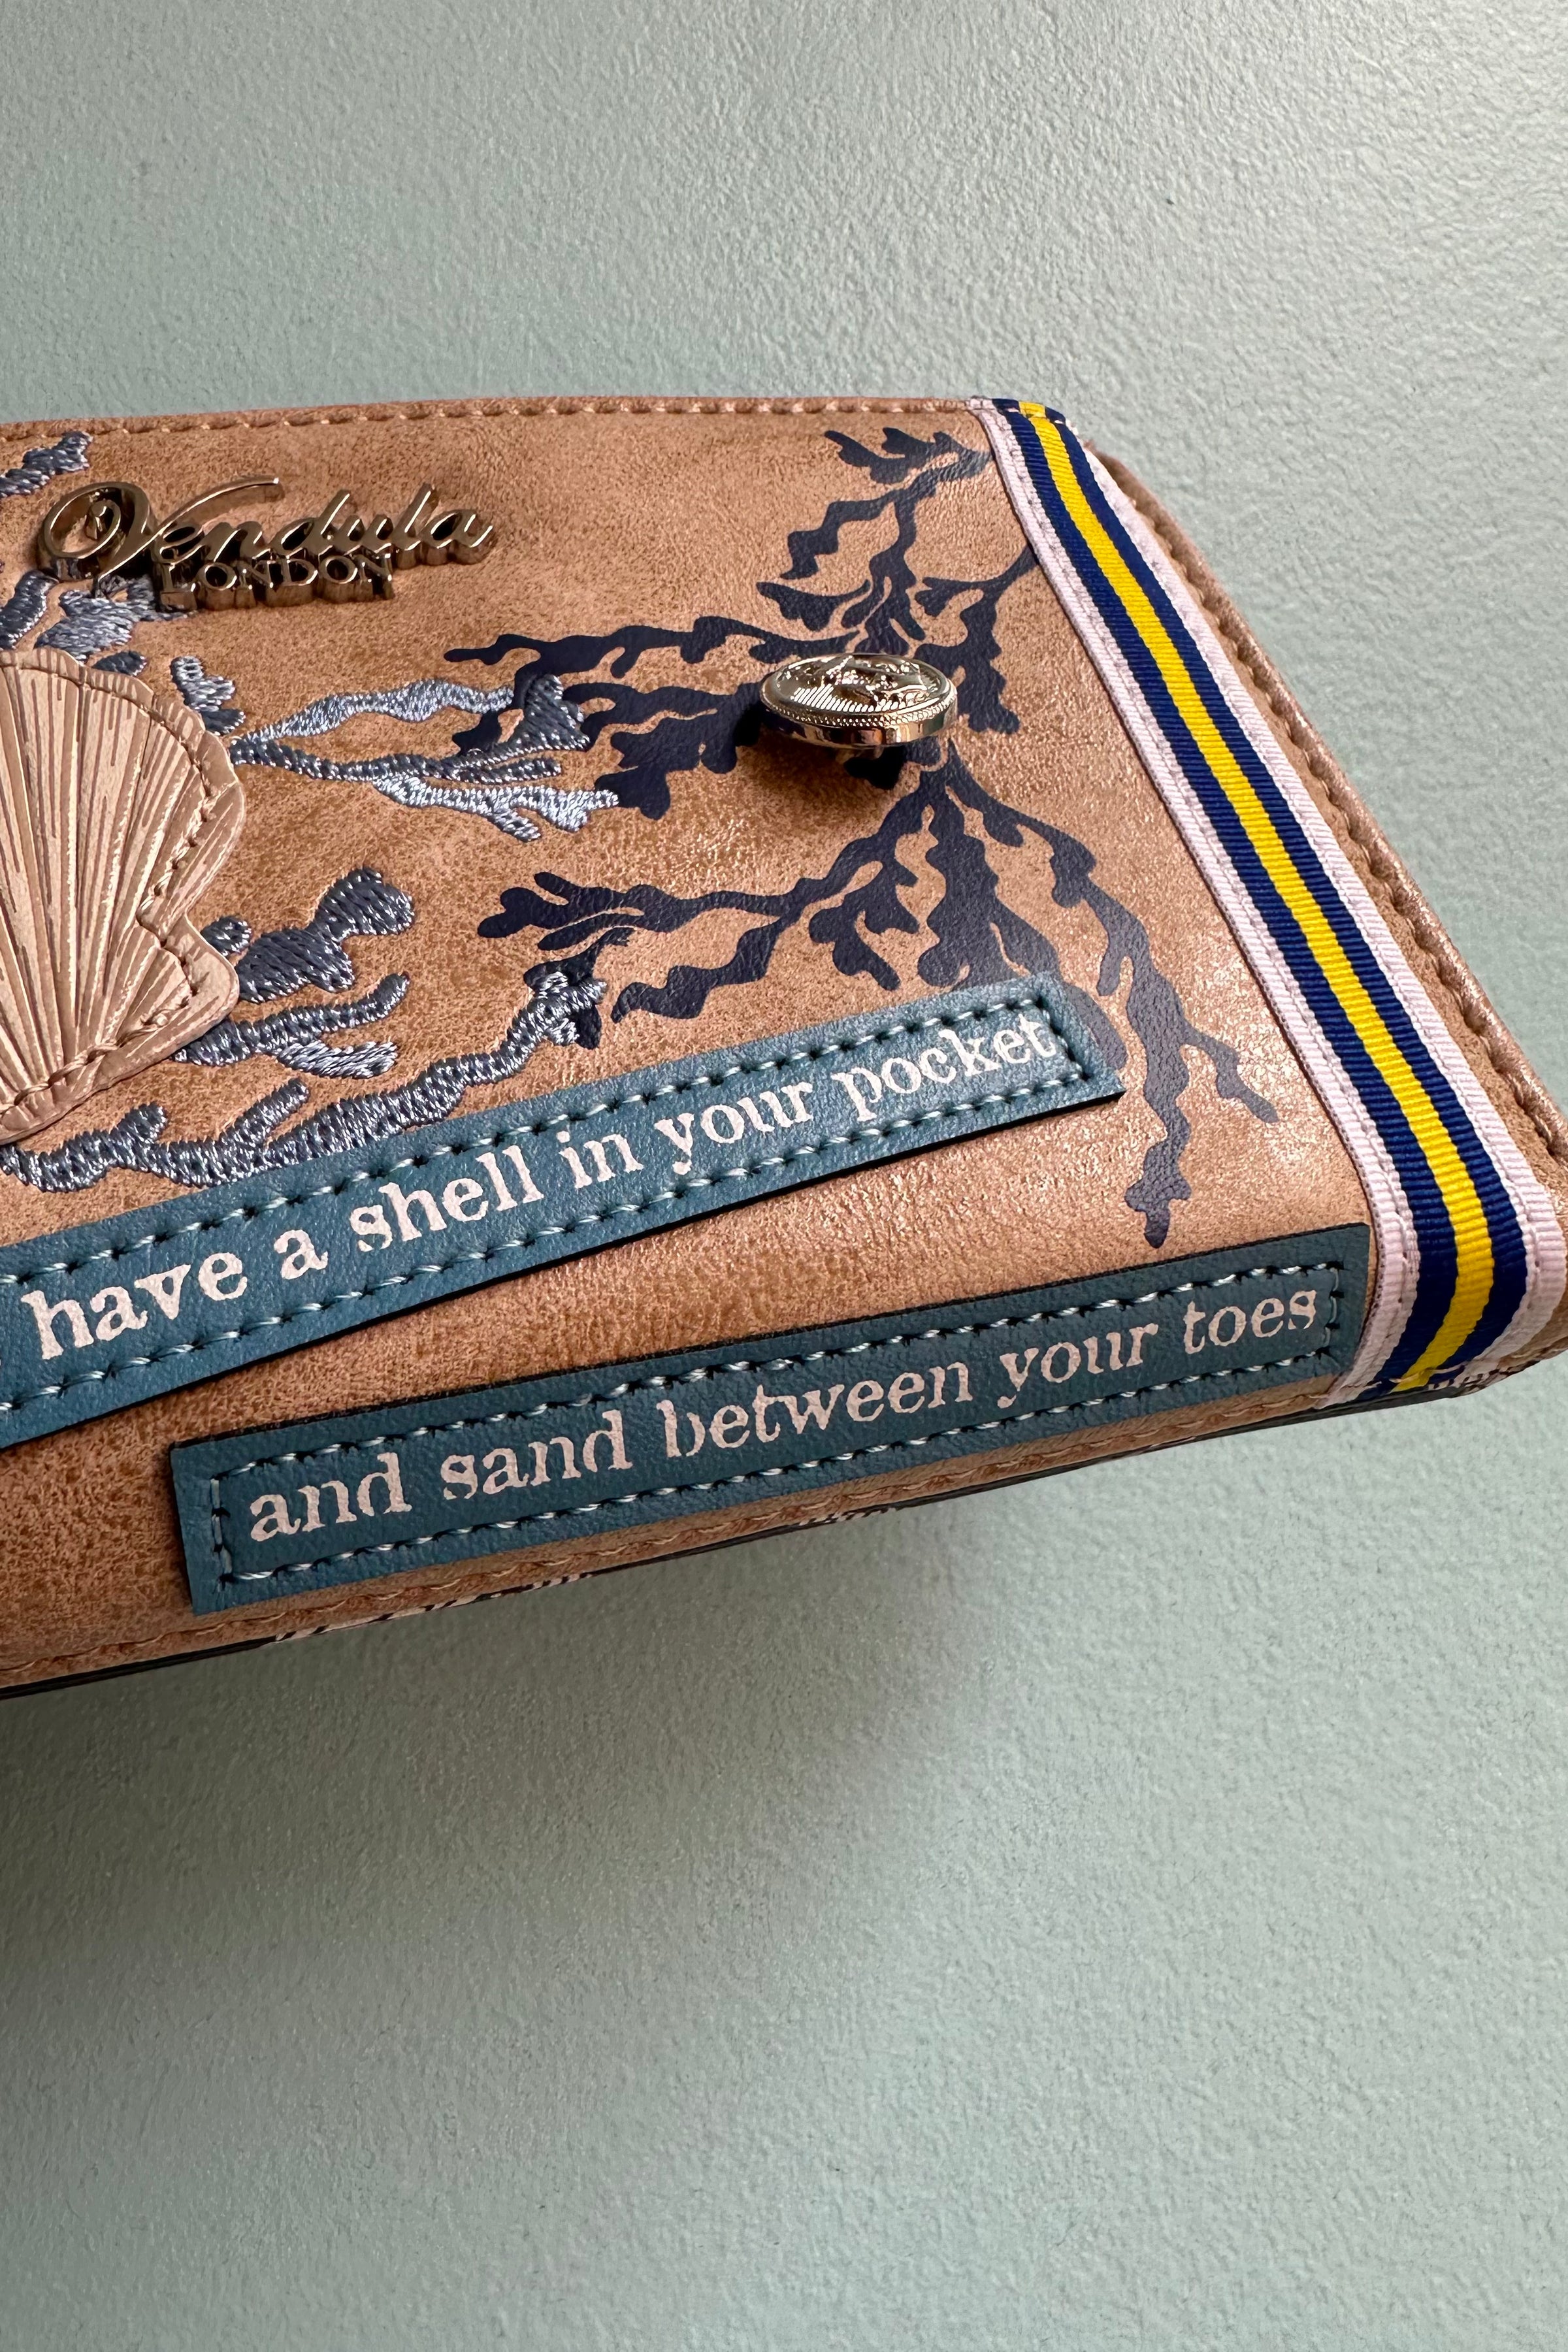 Vendula
LONDON
have a shell in your pocket
and sand between your toes